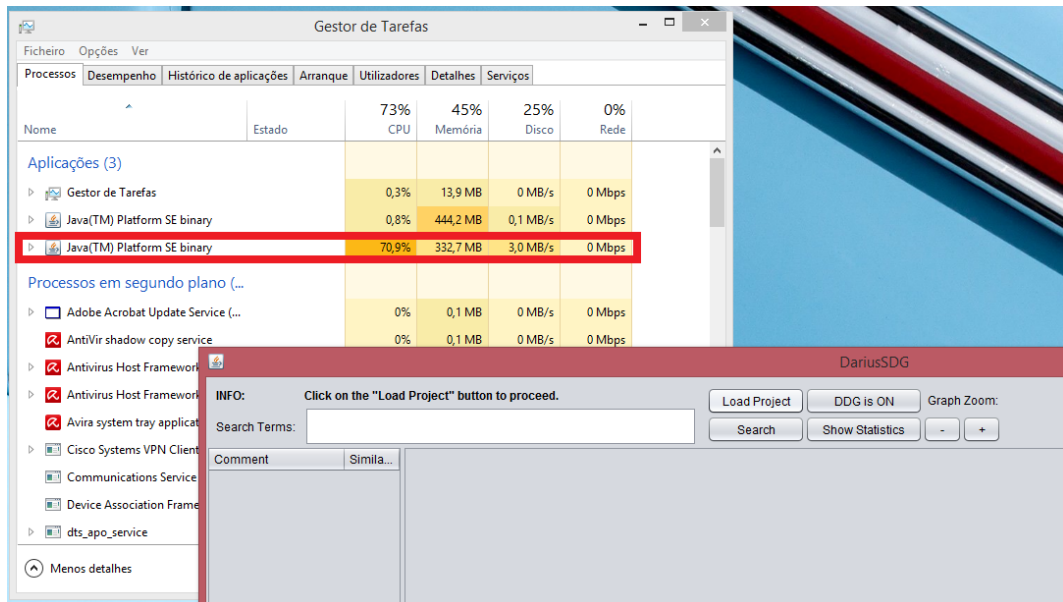 Gestor de Tarefas
Ficheiro Opções Ver
Processos Desempenho Histórico de aplicações Arranque Utilizadores Detalhes Serviços
73% 45% 25% 0%
Nome Estado CPU Memória Disco Rede
Aplicações (3)
Gestor de Tarefas 0,3% 13,9 MB 0 MB/s 0 Mbps
Java(TM) Platform SE binary 0,8% 444,2 MB 0,1 MB/s 0 Mbps
Java(TM) Platform SE binary 70,9% 332,7 MB 3,0 MB/s 0 Mbps
Processos em segundo plano (...
Adobe Acrobat Update Service (... 0% 0,1 MB 0 MB/s 0 Mbps
AntiVir shadow copy service 0% 0,1 MB 0 MB/s 0 Mbps
Antivirus Host Framework
Antivirus Host Framework
Avira system tray applicat
Cisco Systems VPN Client
Communications Service
Device Association Frame
dts_apo_service
Menos detalhes
DariusSDG
INFO: Click on the "Load Project" button to proceed.
Load Project DDG is ON Graph Zoom:
Search Terms:
Search Show Statistics - +
Comment Simila...